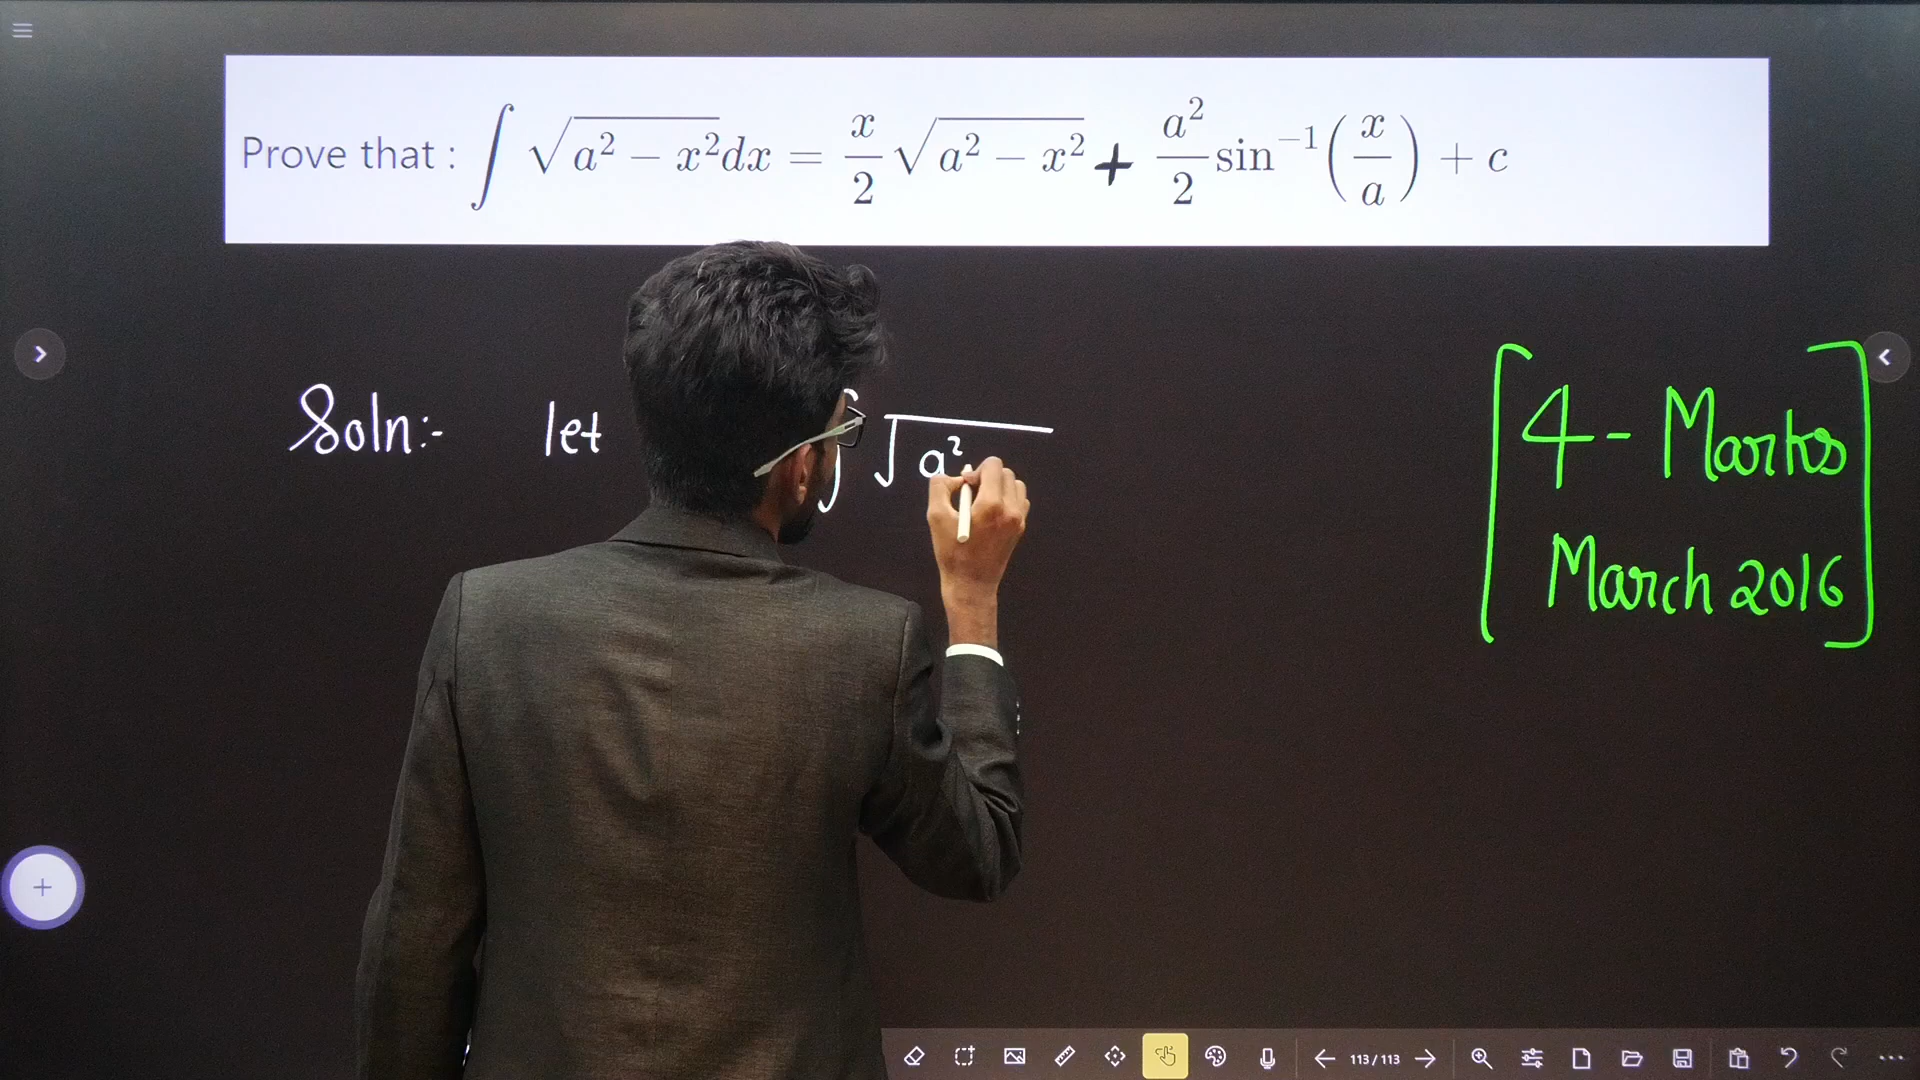 Prove that : ∫ √(a² − x²)dx = x/2 √(a² − x²) + a²/2 sin⁻¹(x/a) + c
Soln:- let ∫ √a²
[4 - Marks
March 2016]
113/113